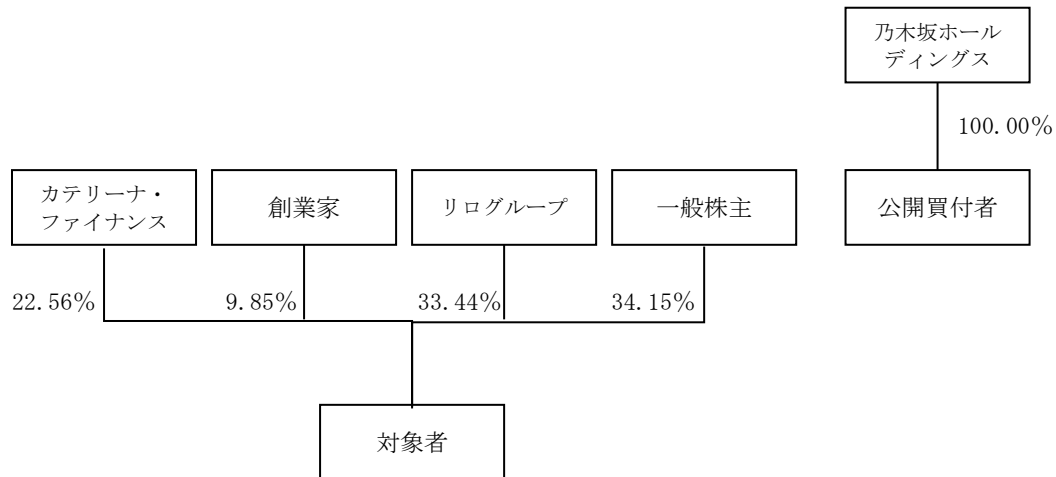 乃木坂ホール
ディングス
100.00%
カテリーナ・
ファイナンス
創業家
リログループ
一般株主
公開買付者
22.56%
9.85%
33.44%
34.15%
対象者